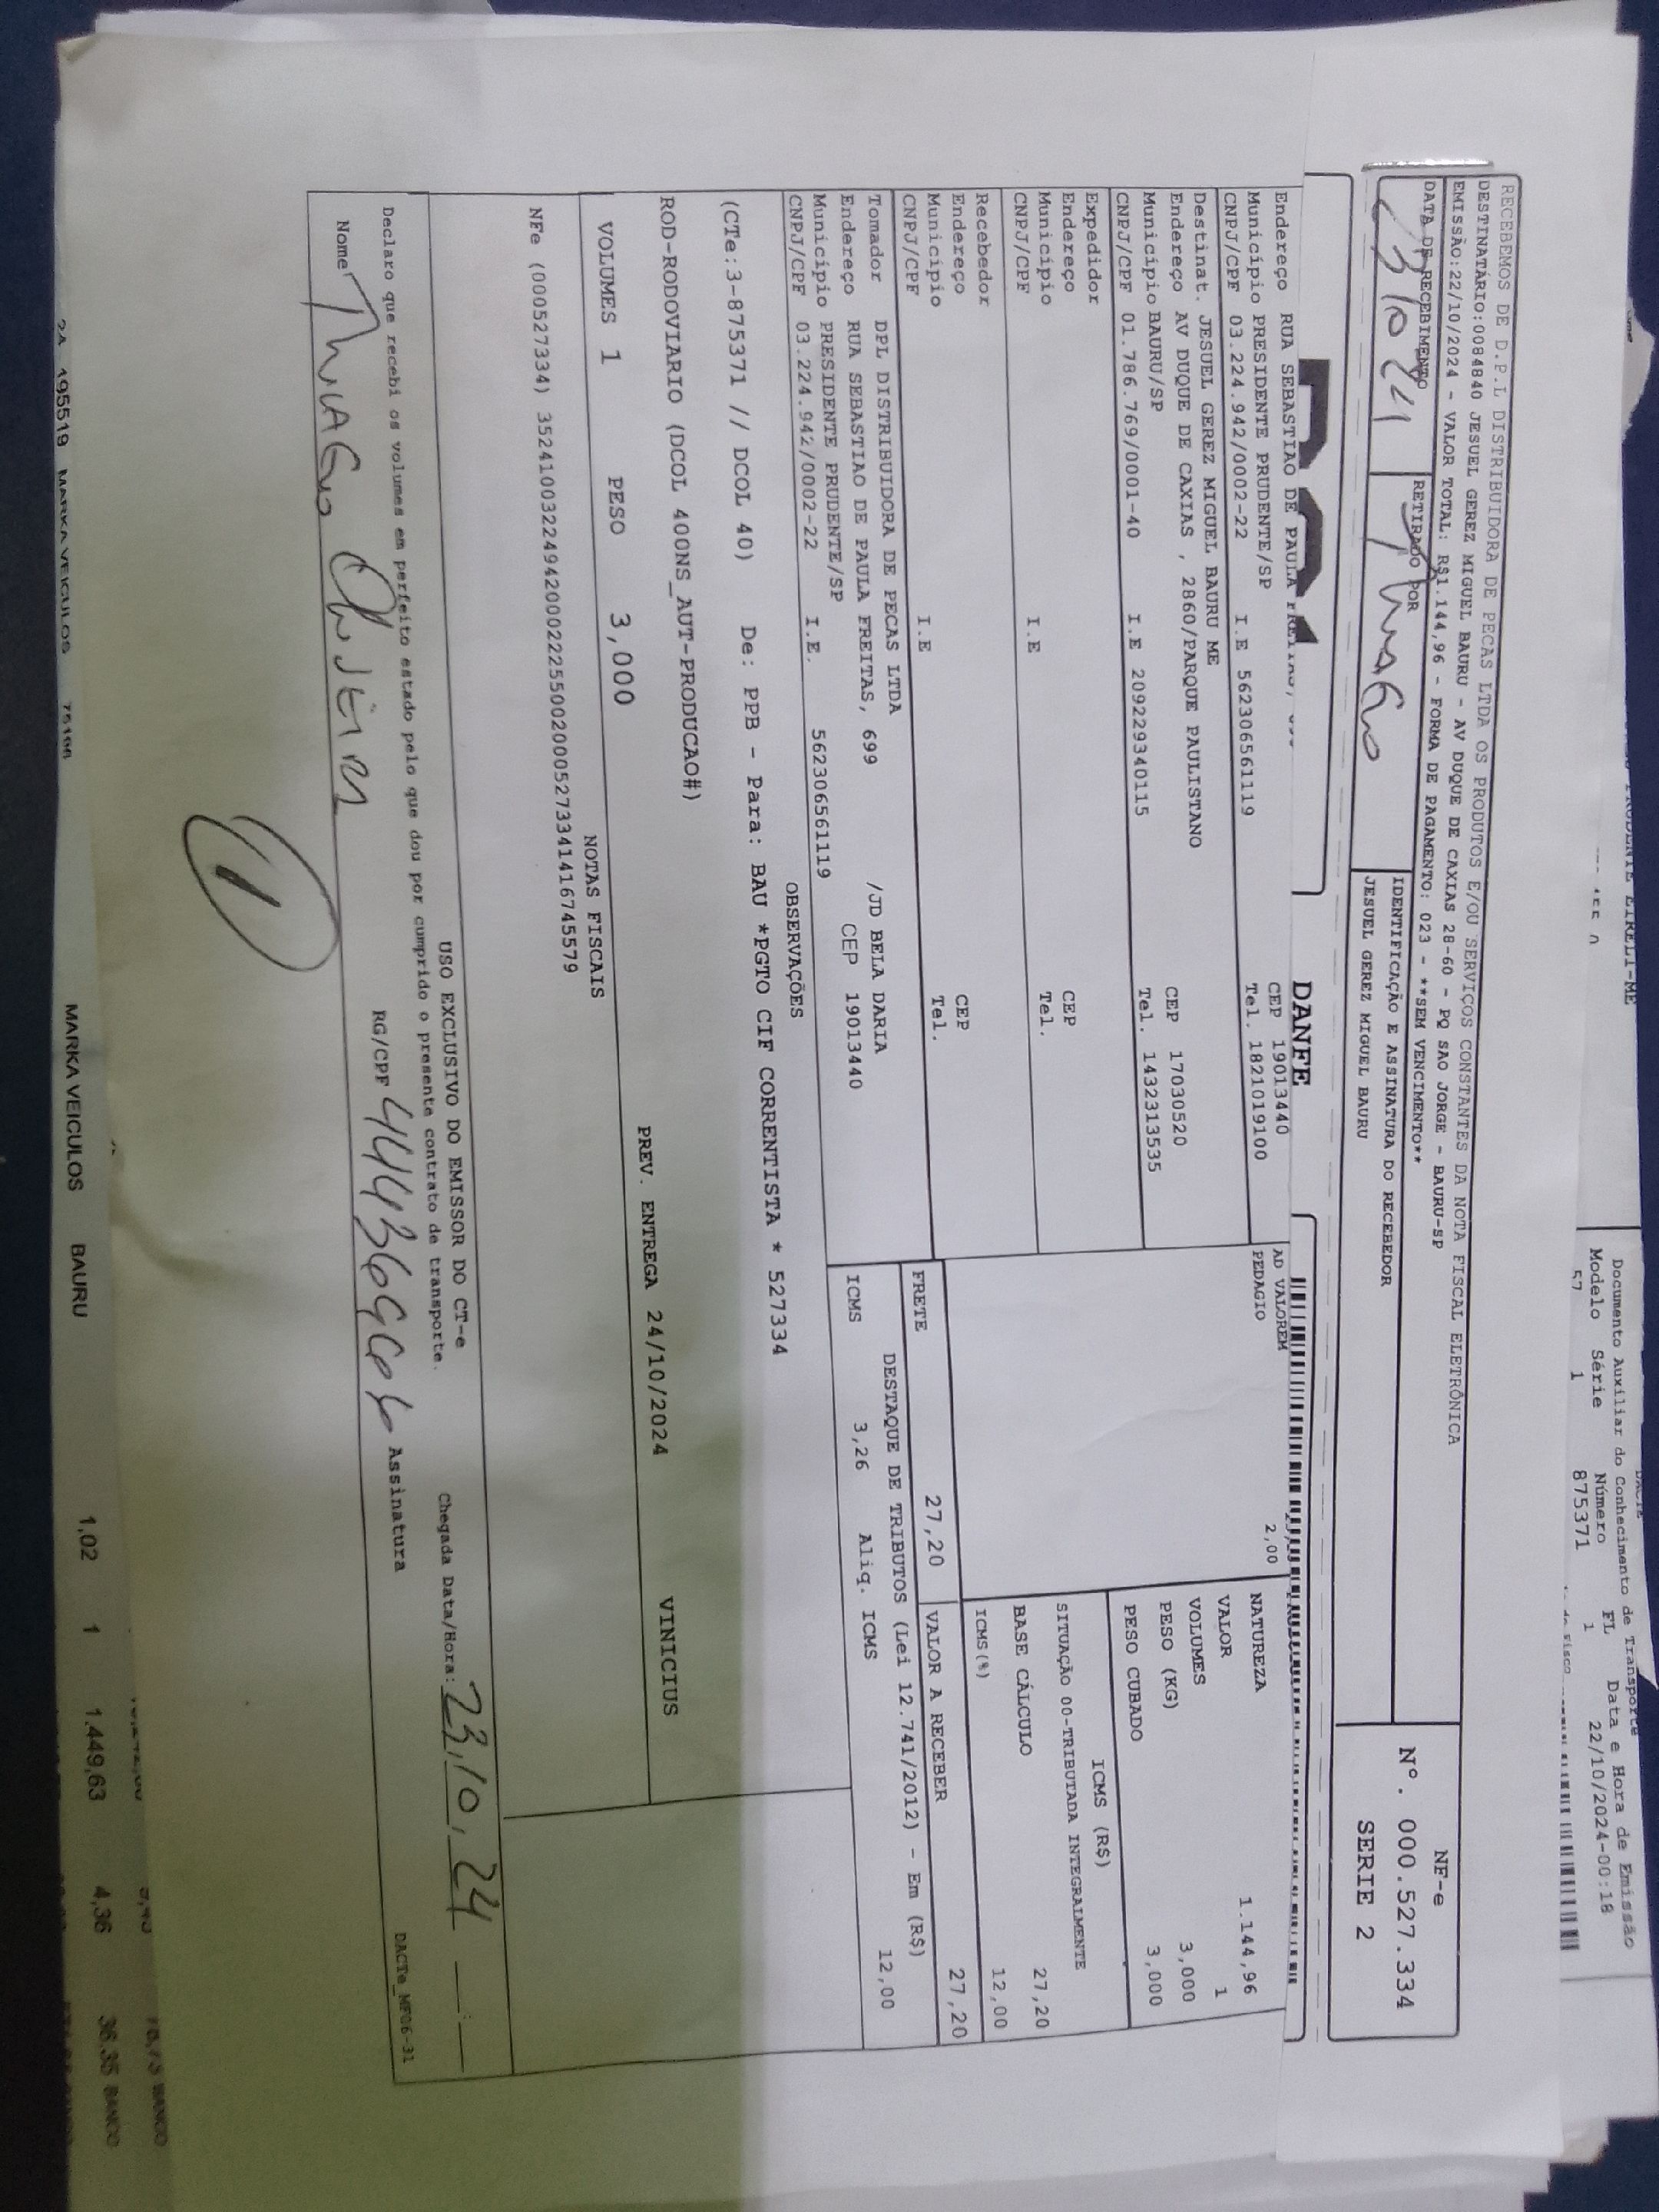 Documento Auxiliar do Conhecimento de Transporte
Modelo Série Número FL Data e Hora de Emissão
57 1 875371 1 22/10/2024-00:18
RECEBEMOS DE D.P.L DISTRIBUIDORA DE PECAS LTDA OS PRODUTOS E/OU SERVIÇOS CONSTANTES DA NOTA FISCAL ELETRÔNICA
DESTINATÁRIO:0084840 JESUEL GEREZ MIGUEL BAURU - AV DUQUE DE CAXIAS 28-60 - PQ SAO JORGE - BAURU-SP
EMISSÃO:22/10/2024 - VALOR TOTAL: R$1.144,96 - FORMA DE PAGAMENTO: 023 - **SEM VENCIMENTO**
DATA DE RECEBIMENTO RETIRADO POR IDENTIFICAÇÃO E ASSINATURA DO RECEBEDOR
JESUEL GEREZ MIGUEL BAURU
Thiago
NF-e
Nº. 000.527.334
SERIE 2
DANFE
Endereço RUA SEBASTIAO DE PAULA CEP 19013440
Município PRESIDENTE PRUDENTE/SP Tel. 1821019100
CNPJ/CPF 03.224.942/0002-22 I.E 562306561119
Destinat. JESUEL GEREZ MIGUEL BAURU ME
Endereço AV DUQUE DE CAXIAS , 2860/PARQUE PAULISTANO CEP 17030520
Município BAURU/SP Tel. 1432313535
CNPJ/CPF 01.786.769/0001-40 I.E 209229340115
Expedidor
Endereço CEP
Município Tel.
CNPJ/CPF I.E
Recebedor
Endereço CEP
Município Tel.
CNPJ/CPF I.E
Tomador DPL DISTRIBUIDORA DE PECAS LTDA
Endereço RUA SEBASTIAO DE PAULA FREITAS, 699 /JD BELA DARIA
Município PRESIDENTE PRUDENTE/SP CEP 19013440
CNPJ/CPF 03.224.942/0002-22 I.E. 562306561119
AD VALOREM
PEDAGIO 2,00
NATUREZA
VALOR 1.144,96
VOLUMES 1
PESO (KG) 3,000
PESO CUBADO 3,000
ICMS (R$)
SITUAÇÃO 00-TRIBUTADA INTEGRALMENTE
BASE CÁLCULO 27,20
ICMS(%) 12,00
FRETE 27,20 VALOR A RECEBER 27,20
DESTAQUE DE TRIBUTOS (Lei 12.741/2012) - Em (R$)
ICMS 3,26 Aliq. ICMS 12,00
OBSERVAÇÕES
(CTe:3-875371 // DCOL 40) De: PPB - Para: BAU *PGTO CIF CORRENTISTA * 527334
ROD-RODOVIARIO (DCOL 400NS_AUT-PRODUCAO#)
PREV. ENTREGA 24/10/2024 VINICIUS
VOLUMES 1 PESO 3,000
NOTAS FISCAIS
NFe (000527334) 35241003224942000222550020005273341416745579
USO EXCLUSIVO DO EMISSOR DO CT-e
Declaro que recebi os volumes em perfeito estado pelo que dou por cumprido o presente contrato de transporte.
Chegada Data/Hora: 23,10,24
Nome Thiago RG/CPF Assinatura
DACTe_MF06-31
1
195519 MARKA VEICULOS MARKA VEICULOS BAURU 1,02 1 1.449,63 4,36 36.35 BANCO